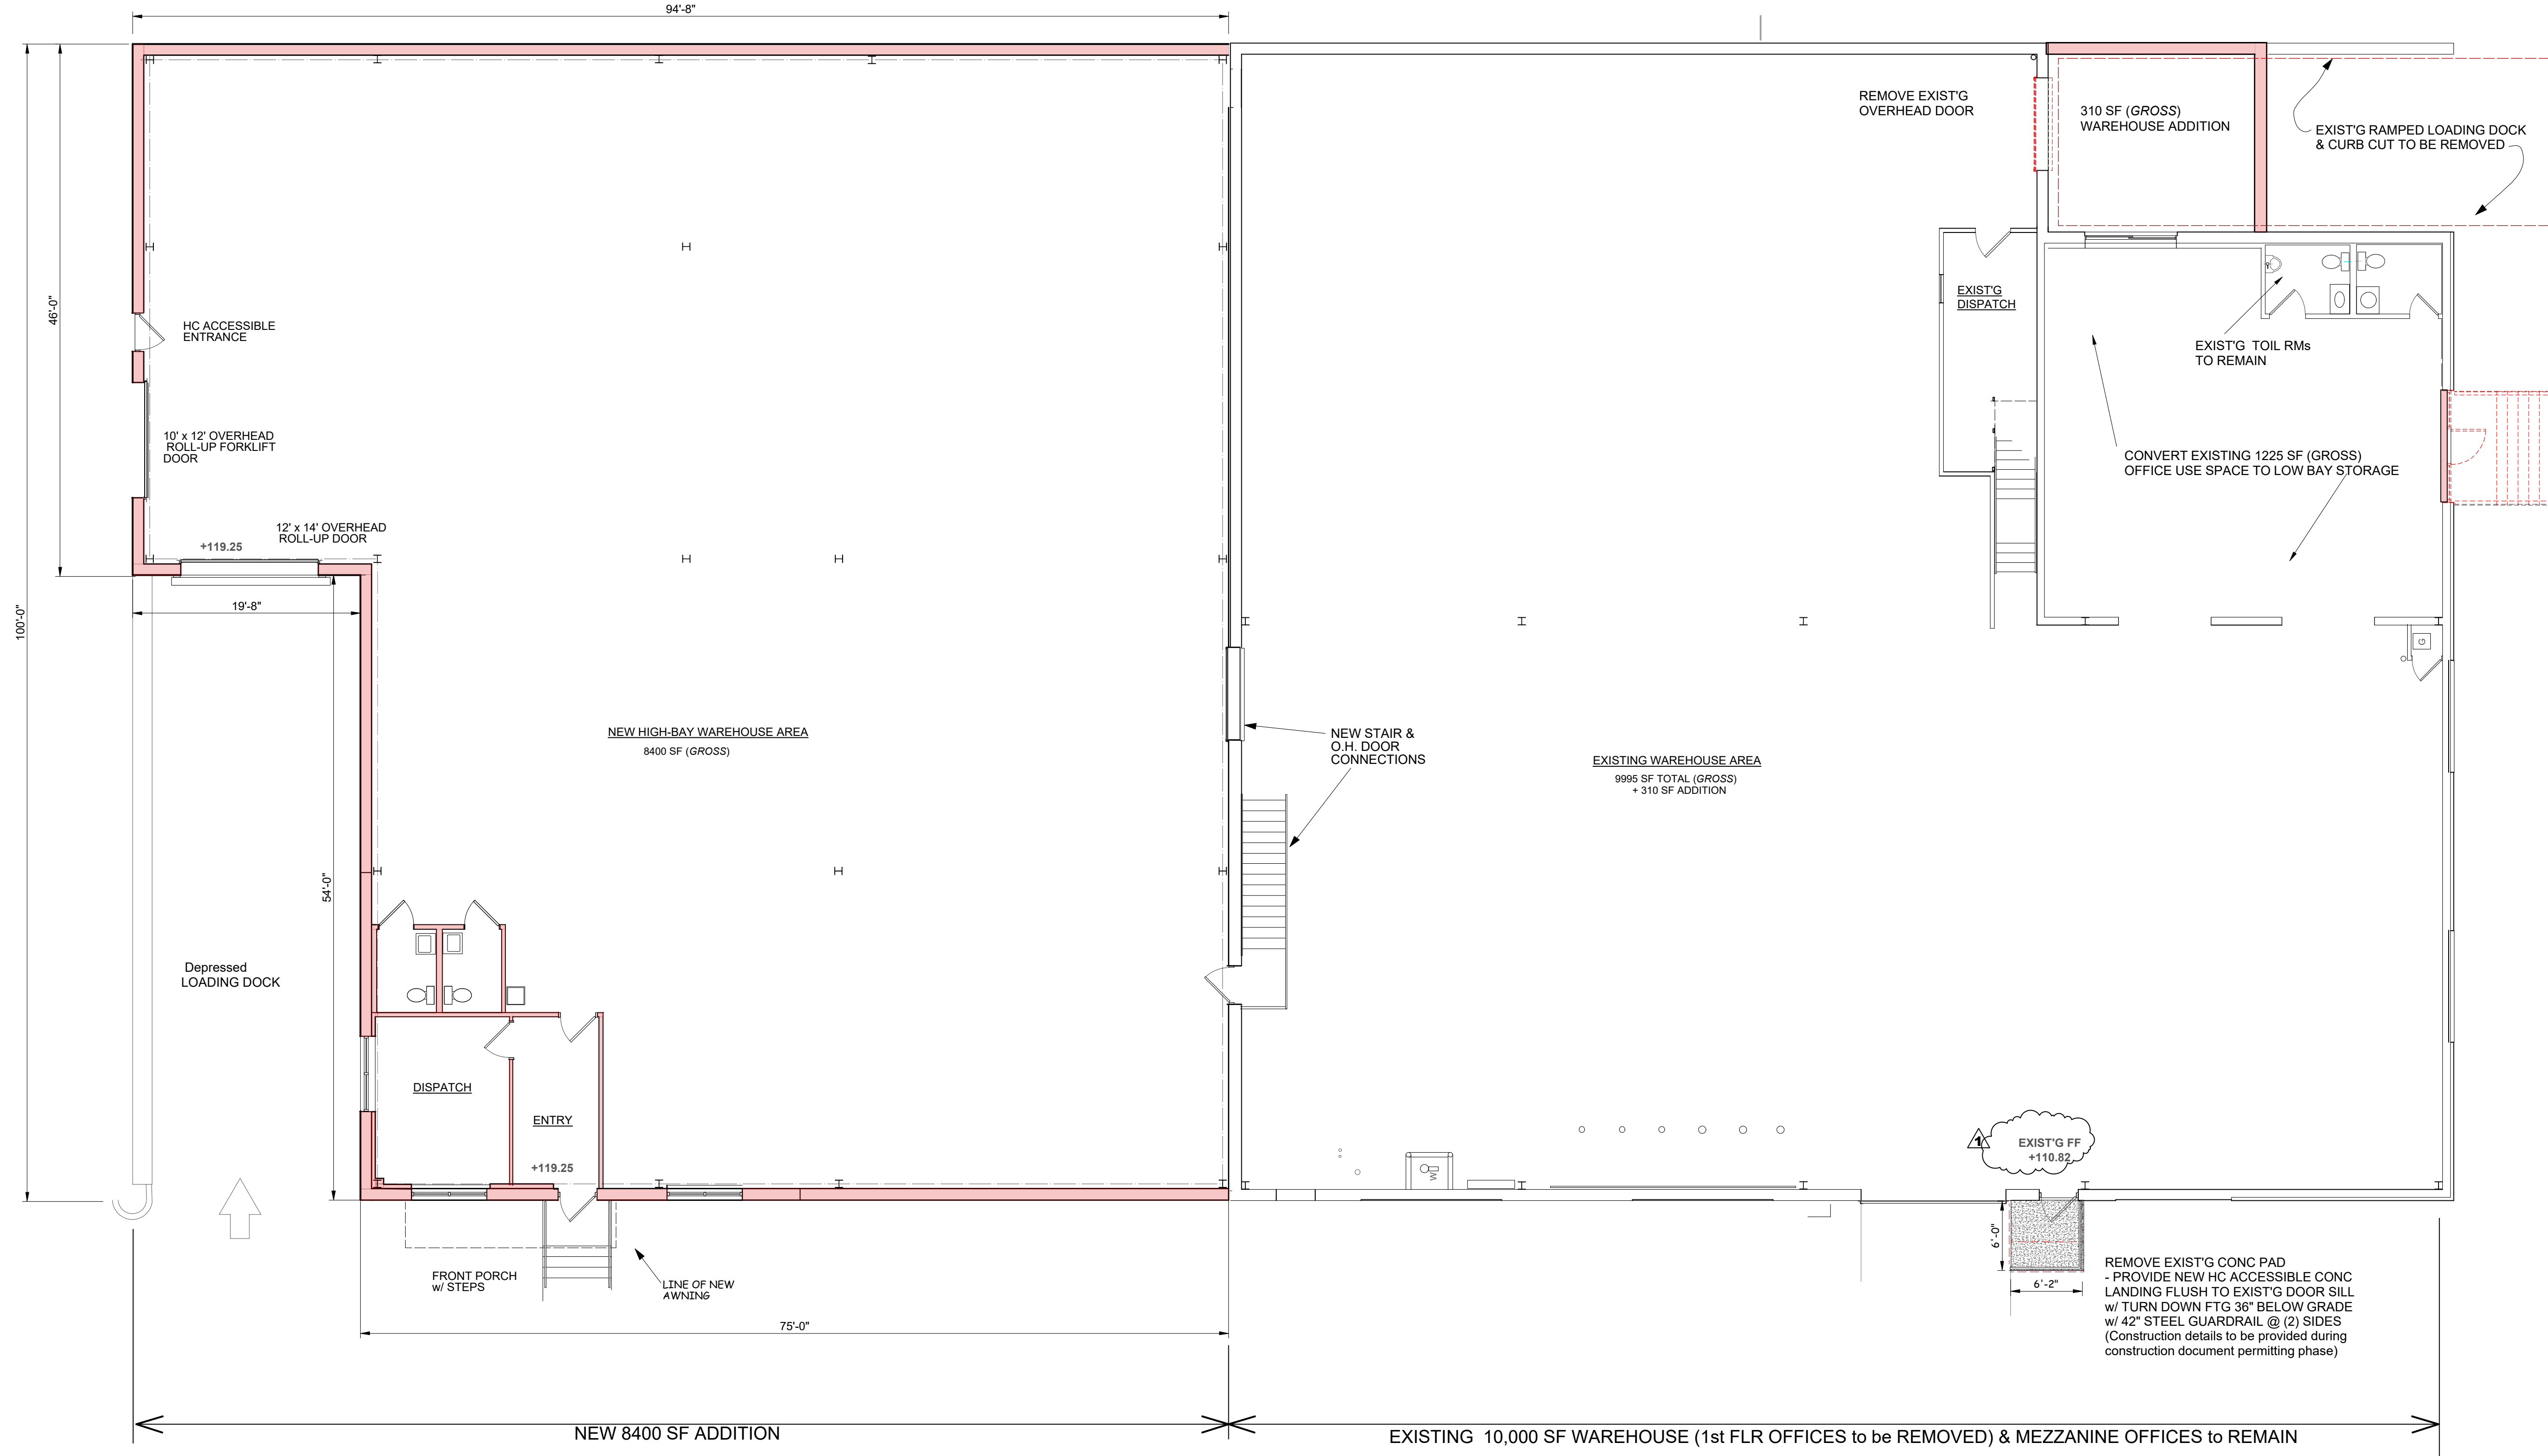 94'-8"
REMOVE EXIST'G
OVERHEAD DOOR
310 SF (GROSS)
WAREHOUSE ADDITION
EXIST'G RAMPED LOADING DOCK
& CURB CUT TO BE REMOVED
46'-0"
100'-0"
HC ACCESSIBLE
ENTRANCE
EXIST'G
DISPATCH
EXIST'G TOIL RMs
TO REMAIN
10' x 12' OVERHEAD
ROLL-UP FORKLIFT
DOOR
CONVERT EXISTING 1225 SF (GROSS)
OFFICE USE SPACE TO LOW BAY STORAGE
12' x 14' OVERHEAD
ROLL-UP DOOR
+119.25
19'-8"
G
NEW HIGH-BAY WAREHOUSE AREA
8400 SF (GROSS)
NEW STAIR &
O.H. DOOR
CONNECTIONS
EXISTING WAREHOUSE AREA
9995 SF TOTAL (GROSS)
+ 310 SF ADDITION
54'-0"
Depressed
LOADING DOCK
DISPATCH
ENTRY
+119.25
W
1
EXIST'G FF
+110.82
6'-0"
6'-2"
FRONT PORCH
w/ STEPS
LINE OF NEW
AWNING
REMOVE EXIST'G CONC PAD
- PROVIDE NEW HC ACCESSIBLE CONC
LANDING FLUSH TO EXIST'G DOOR SILL
w/ TURN DOWN FTG 36" BELOW GRADE
w/ 42" STEEL GUARDRAIL @ (2) SIDES
(Construction details to be provided during
construction document permitting phase)
75'-0"
NEW 8400 SF ADDITION
EXISTING 10,000 SF WAREHOUSE (1st FLR OFFICES to be REMOVED) & MEZZANINE OFFICES to REMAIN